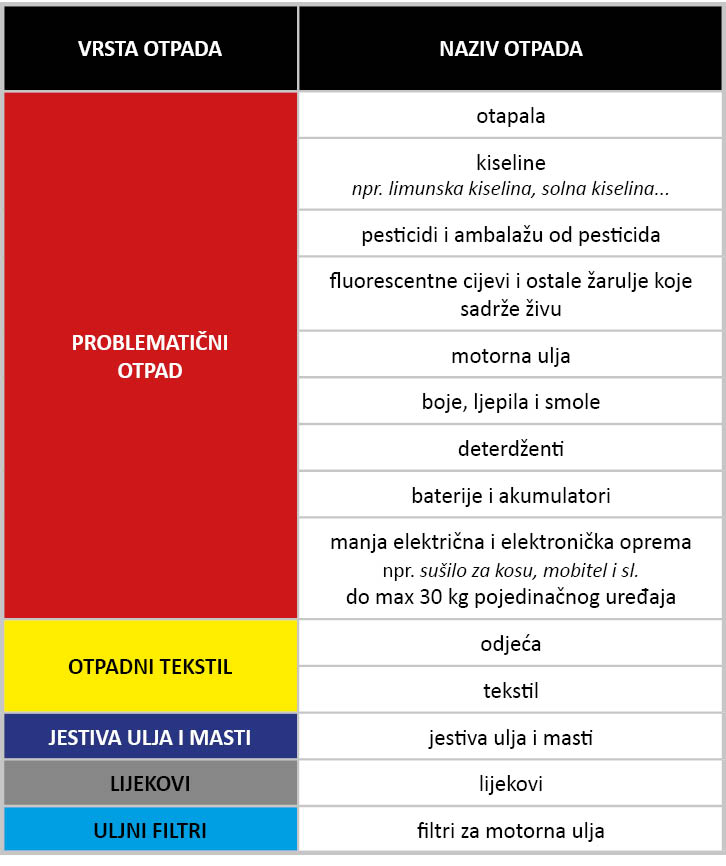 VRSTA OTPADA
NAZIV OTPADA
PROBLEMATIČNI
OTPAD
otapala
kiseline
npr. limunska kiselina, solna kiselina...
pesticidi i ambalažu od pesticida
fluorescentne cijevi i ostale žarulje koje
sadrže živu
motorna ulja
boje, ljepila i smole
deterdženti
baterije i akumulatori
manja električna i elektronička oprema
npr. sušilo za kosu, mobitel i sl.
do max 30 kg pojedinačnog uređaja
OTPADNI TEKSTIL
odjeća
tekstil
JESTIVA ULJA I MASTI
jestiva ulja i masti
LIJEKOVI
lijekovi
ULJNI FILTRI
filtri za motorna ulja